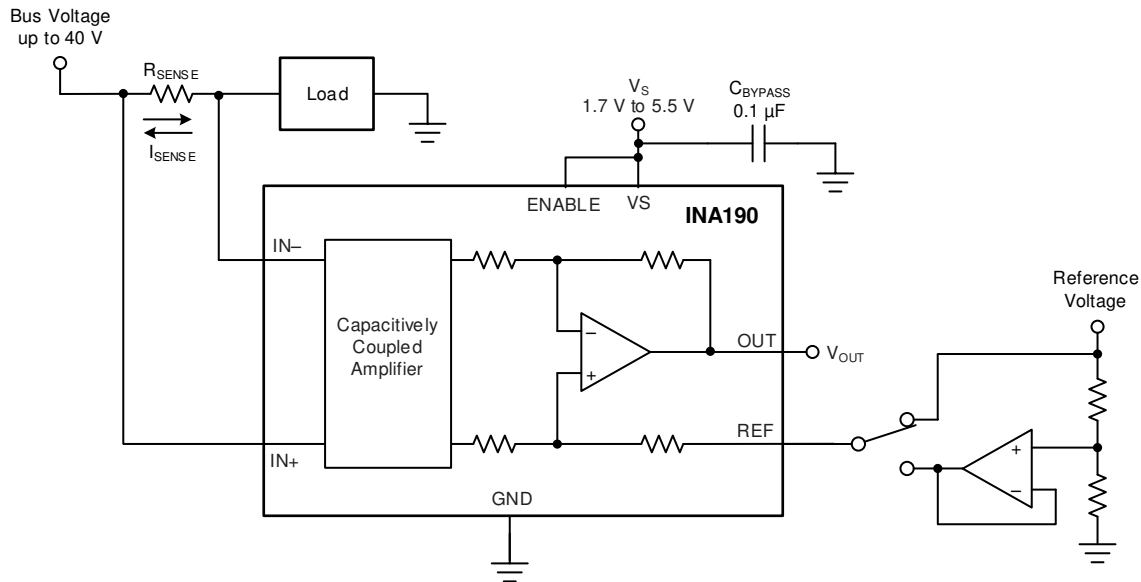 Bus Voltage
up to 40 V
RSENSE
ISENSE
Load
VS
1.7 V to 5.5 V
CBYPASS
0.1 µF
ENABLE
VS
INA190
IN–
Capacitively
Coupled
Amplifier
–
+
OUT
VOUT
REF
IN+
GND
Reference
Voltage
+
–